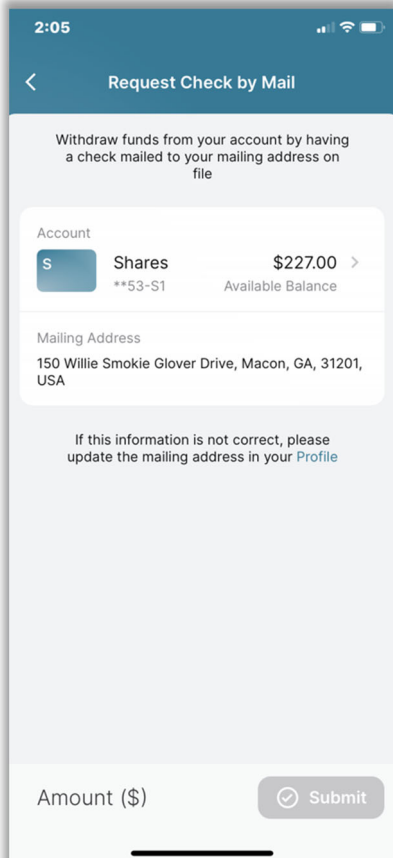 2:05
Request Check by Mail
Withdraw funds from your account by having
a check mailed to your mailing address on
file
Account
S
Shares
$227.00
**53-S1
Available Balance
Mailing Address
150 Willie Smokie Glover Drive, Macon, GA, 31201,
USA
If this information is not correct, please
update the mailing address in your Profile
Amount ($)
Submit